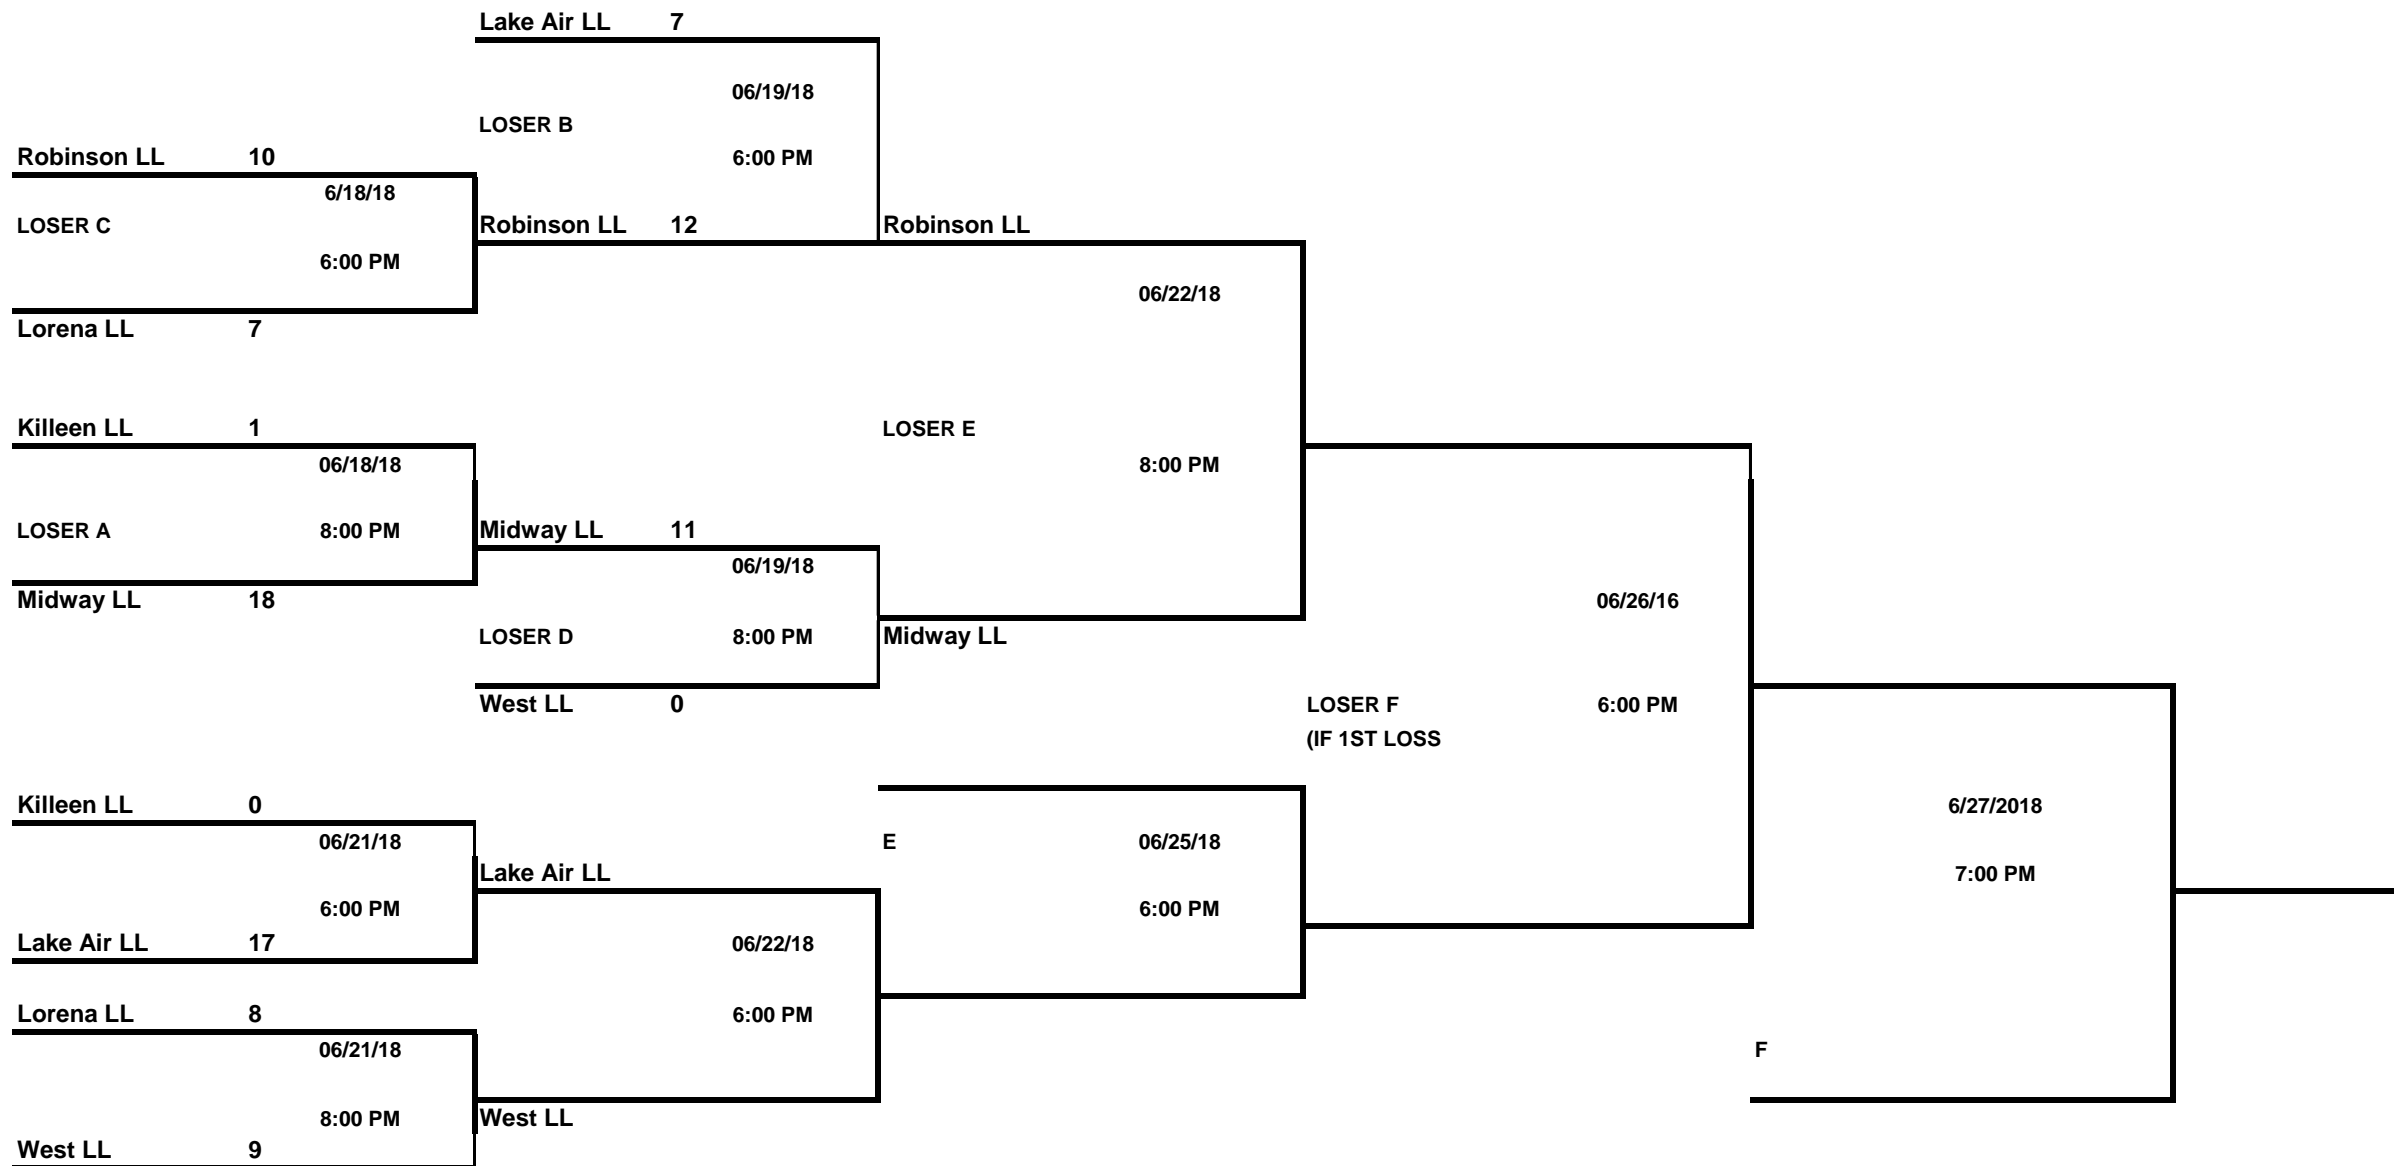 Lake Air LL 7
06/19/18
LOSER B
Robinson LL 10
6:00 PM
6/18/18
LOSER C
Robinson LL 12
Robinson LL
6:00 PM
06/22/18
Lorena LL 7
Killeen LL 1
LOSER E
06/18/18
8:00 PM
LOSER A
8:00 PM
Midway LL 11
06/19/18
Midway LL 18
06/26/16
LOSER D
8:00 PM
Midway LL
West LL 0
LOSER F
6:00 PM
(IF 1ST LOSS
Killeen LL 0
6/27/2018
06/21/18
E
06/25/18
Lake Air LL
7:00 PM
6:00 PM
6:00 PM
Lake Air LL 17
06/22/18
Lorena LL 8
6:00 PM
06/21/18
F
8:00 PM
West LL
West LL 9